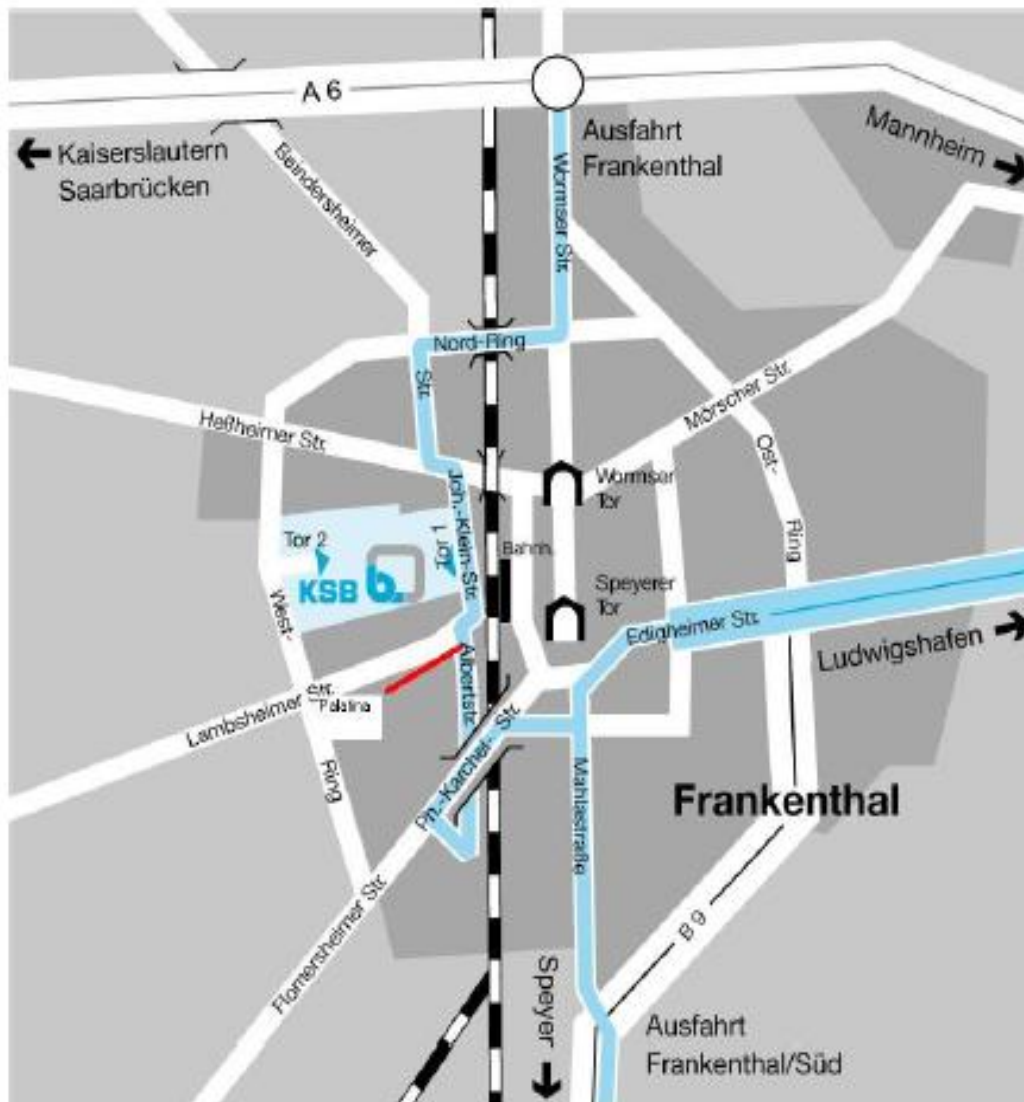 A 6
Ausfahrt
Frankenthal
Mannheim
Kaiserslautern
Saarbrücken
Beindersheimer
Wormser Str.
Nord-Ring
Str.
Mörscher Str.
Heßheimer Str.
Ost-
Ring
Wormser
Tor
Joh.-Klein-Str.
Tor 1
Tor 2
Bahnh.
KSB b.
Speyerer
Tor
West-
Edigheimer Str.
Ludwigshafen
Albertstr.
Lambsheimer Str.
Palatina
Ring
Ph.-Karcher- Str.
Mahlastraße
Frankenthal
Flomersheimer Str.
B 9
Speyer
Ausfahrt
Frankenthal/Süd